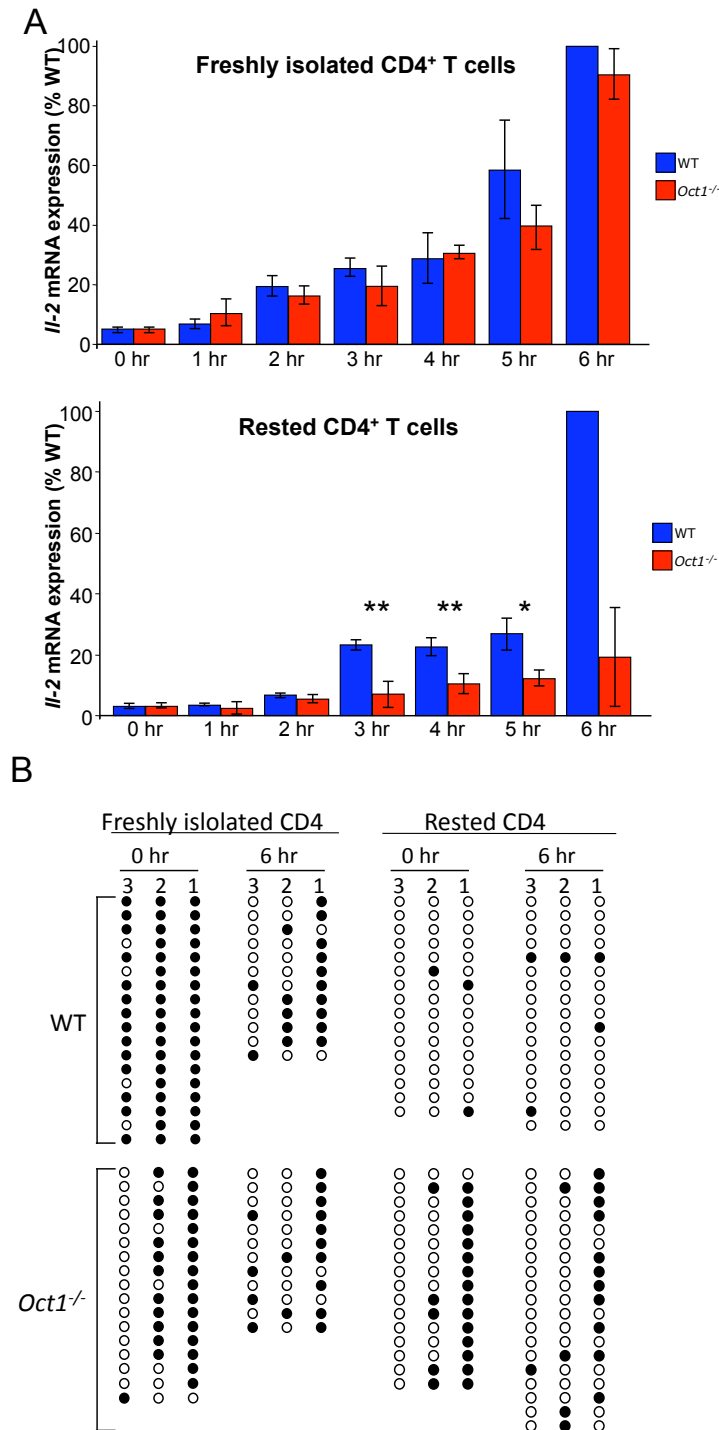 A
Freshly isolated CD4⁺ T cells
Il-2 mRNA expression (% WT)
100
80
60
40
20
0
0 hr 1 hr 2 hr 3 hr 4 hr 5 hr 6 hr
WT
Oct1⁻/⁻
Rested CD4⁺ T cells
Il-2 mRNA expression (% WT)
100
80
60
40
20
0
** ** *
0 hr 1 hr 2 hr 3 hr 4 hr 5 hr 6 hr
WT
Oct1⁻/⁻
B
Freshly islolated CD4 Rested CD4
0 hr 6 hr 0 hr 6 hr
3 2 1 3 2 1 3 2 1 3 2 1
WT
Oct1⁻/⁻